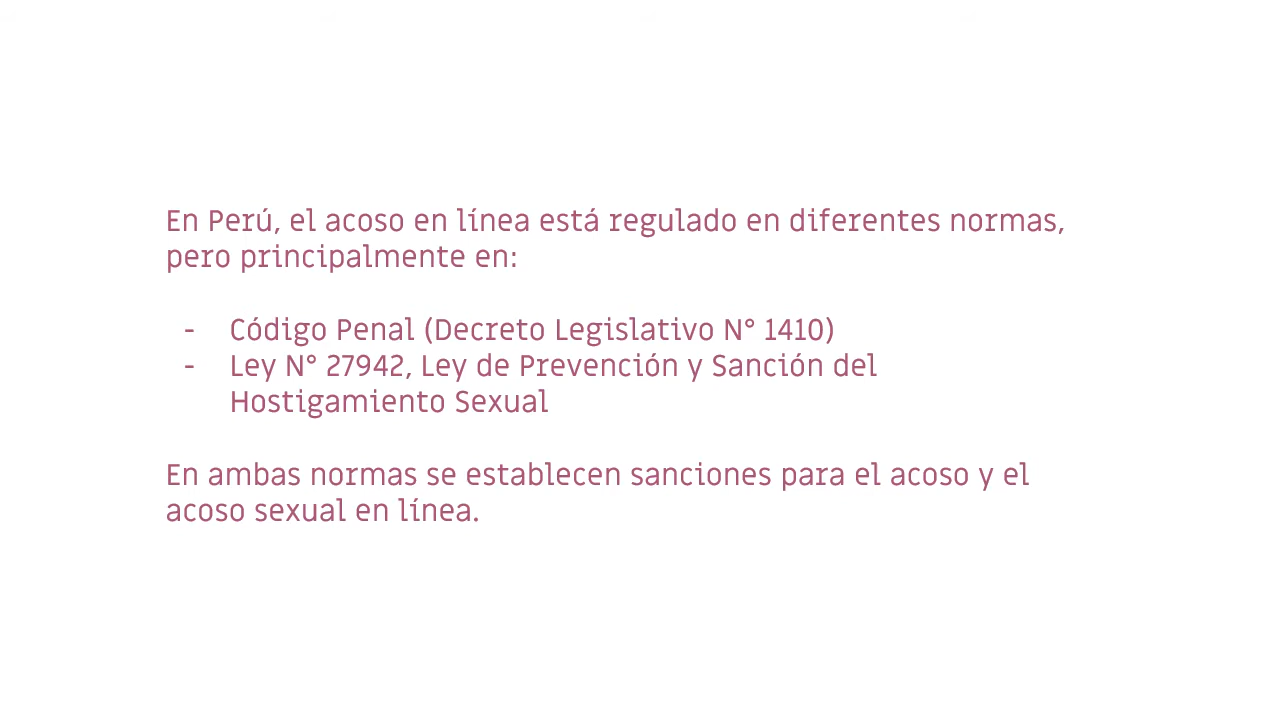 En Perú, el acoso en línea está regulado en diferentes normas,
pero principalmente en:
- Código Penal (Decreto Legislativo N° 1410)
- Ley N° 27942, Ley de Prevención y Sanción del
Hostigamiento Sexual
En ambas normas se establecen sanciones para el acoso y el
acoso sexual en línea.